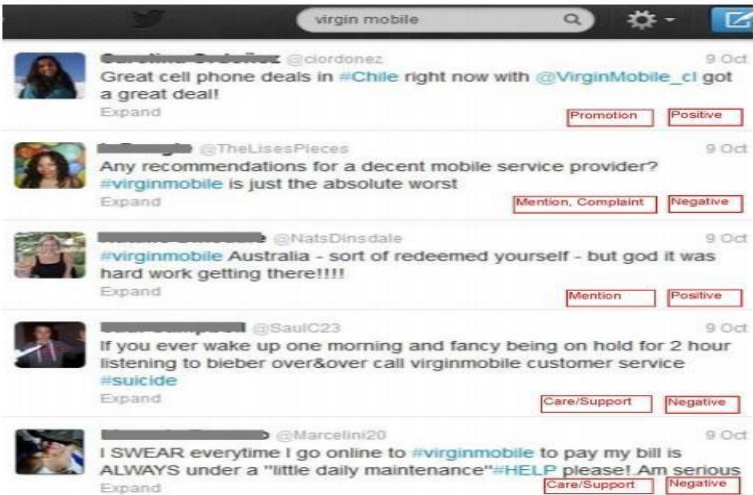 virgin mobile
@ciordonez 9 Oct
Great cell phone deals in #Chile right now with @VirginMobile_cl got
a great deal!
Expand Promotion Positive
@TheLisesPieces 9 Oct
Any recommendations for a decent mobile service provider?
#virginmobile is just the absolute worst
Expand Mention, Complaint Negative
@NatsDinsdale 9 Oct
#virginmobile Australia - sort of redeemed yourself - but god it was
hard work getting there!!!!
Expand Mention Positive
@SaulC23 9 Oct
If you ever wake up one morning and fancy being on hold for 2 hour
listening to bieber over&over call virginmobile customer service
#suicide
Expand Care/Support Negative
@Marcelini20 9 Oct
I SWEAR everytime I go online to #virginmobile to pay my bill is
ALWAYS under a "little daily maintenance"#HELP please! Am serious
Expand Care/Support Negative